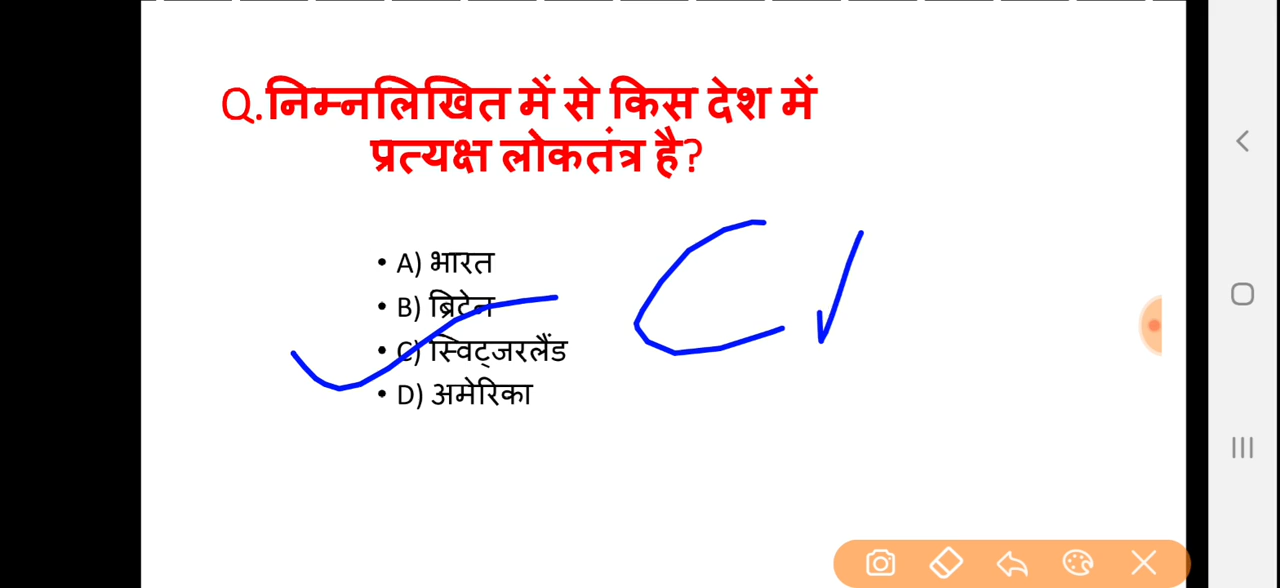 Q.निम्नलिखित में से किस देश में
प्रत्यक्ष लोकतंत्र है?
• A) भारत
• B) ब्रिटेन
• C) स्विट्जरलैंड
• D) अमेरिका
C